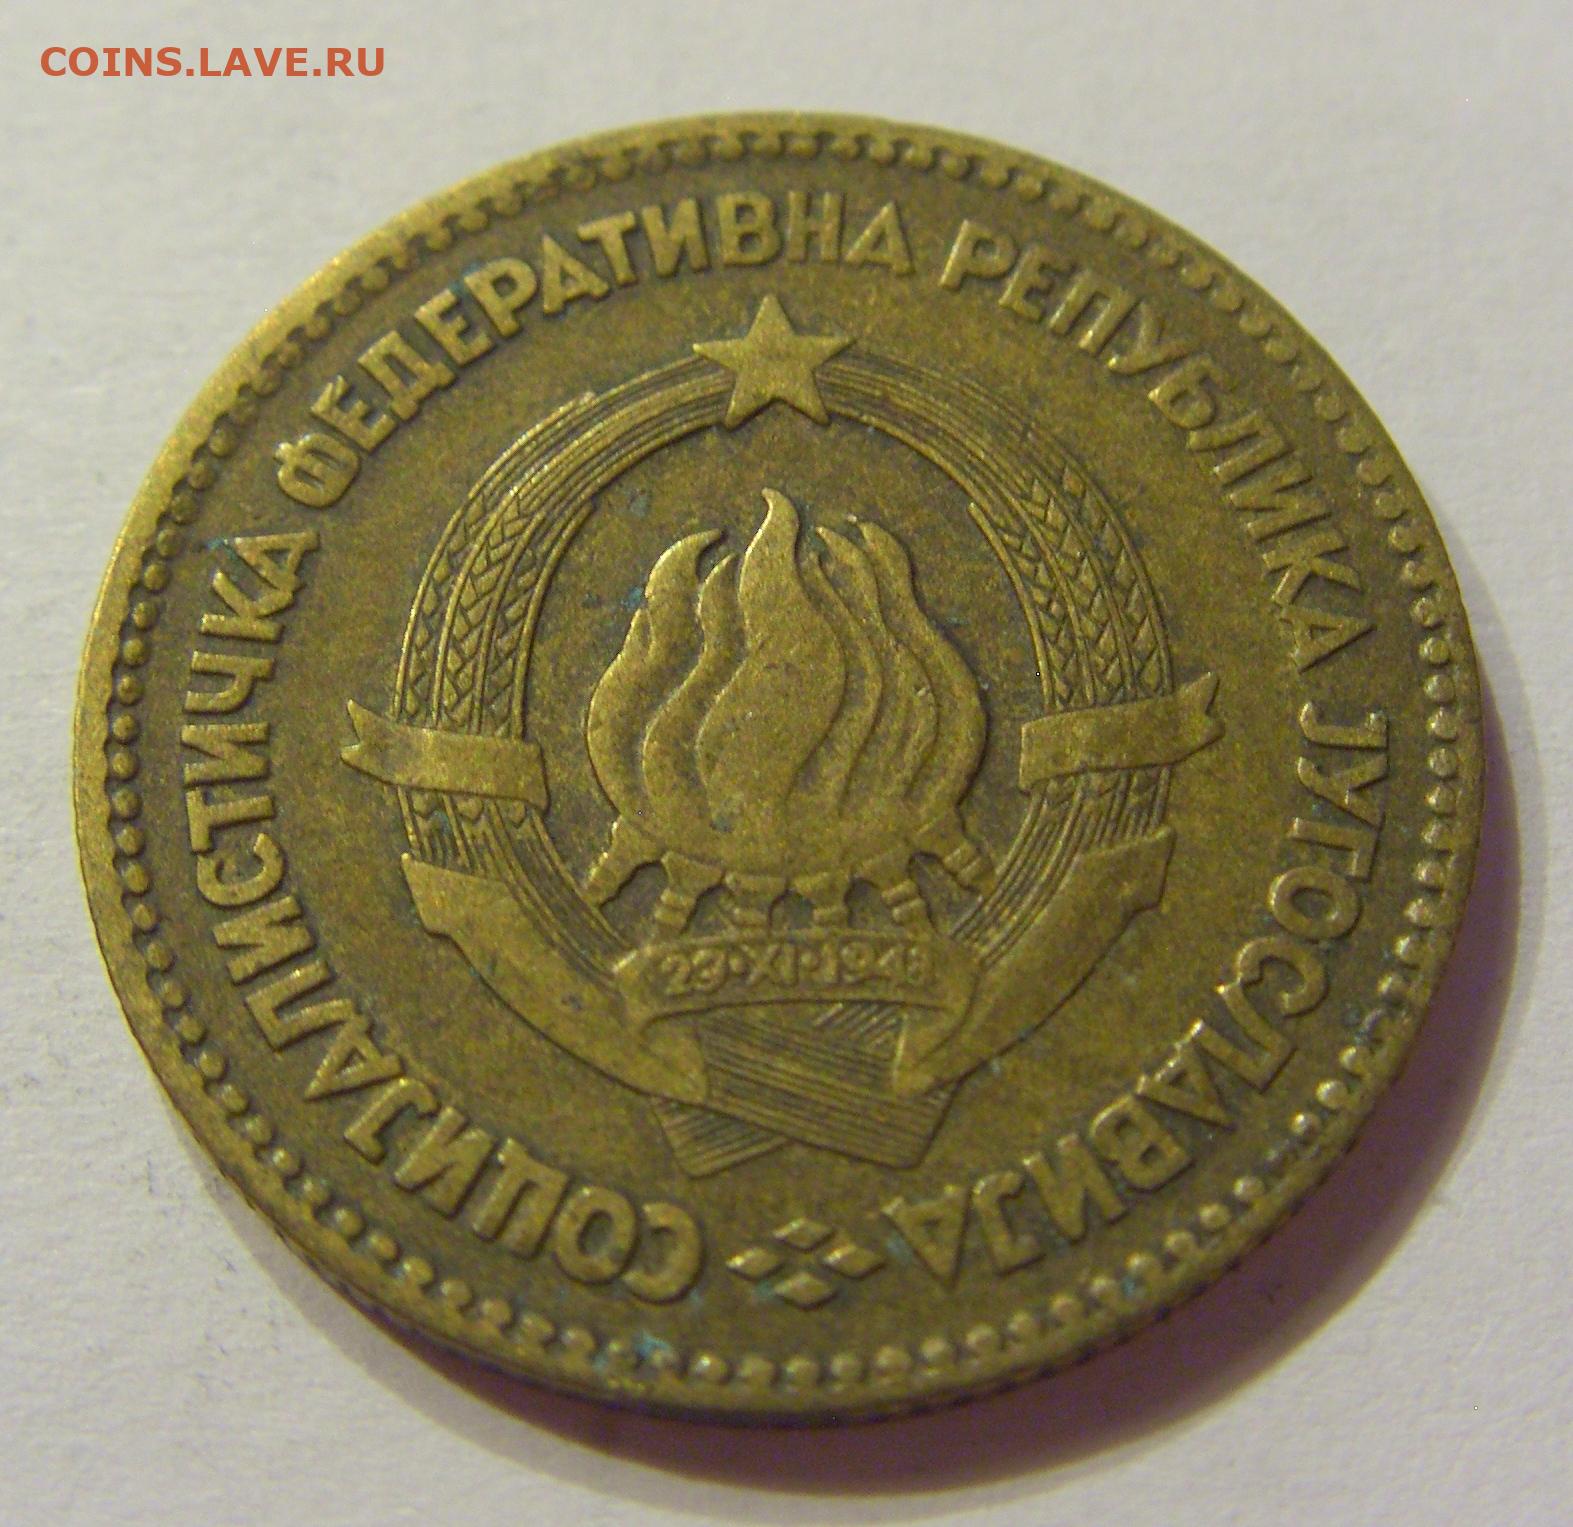 COINS.LAVE.RU
СОЦИЈАЛИСТИЧКА ФЕДЕРАТИВНА РЕПУБЛИКА ЈУГОСЛАВИЈА
29·XI·1943